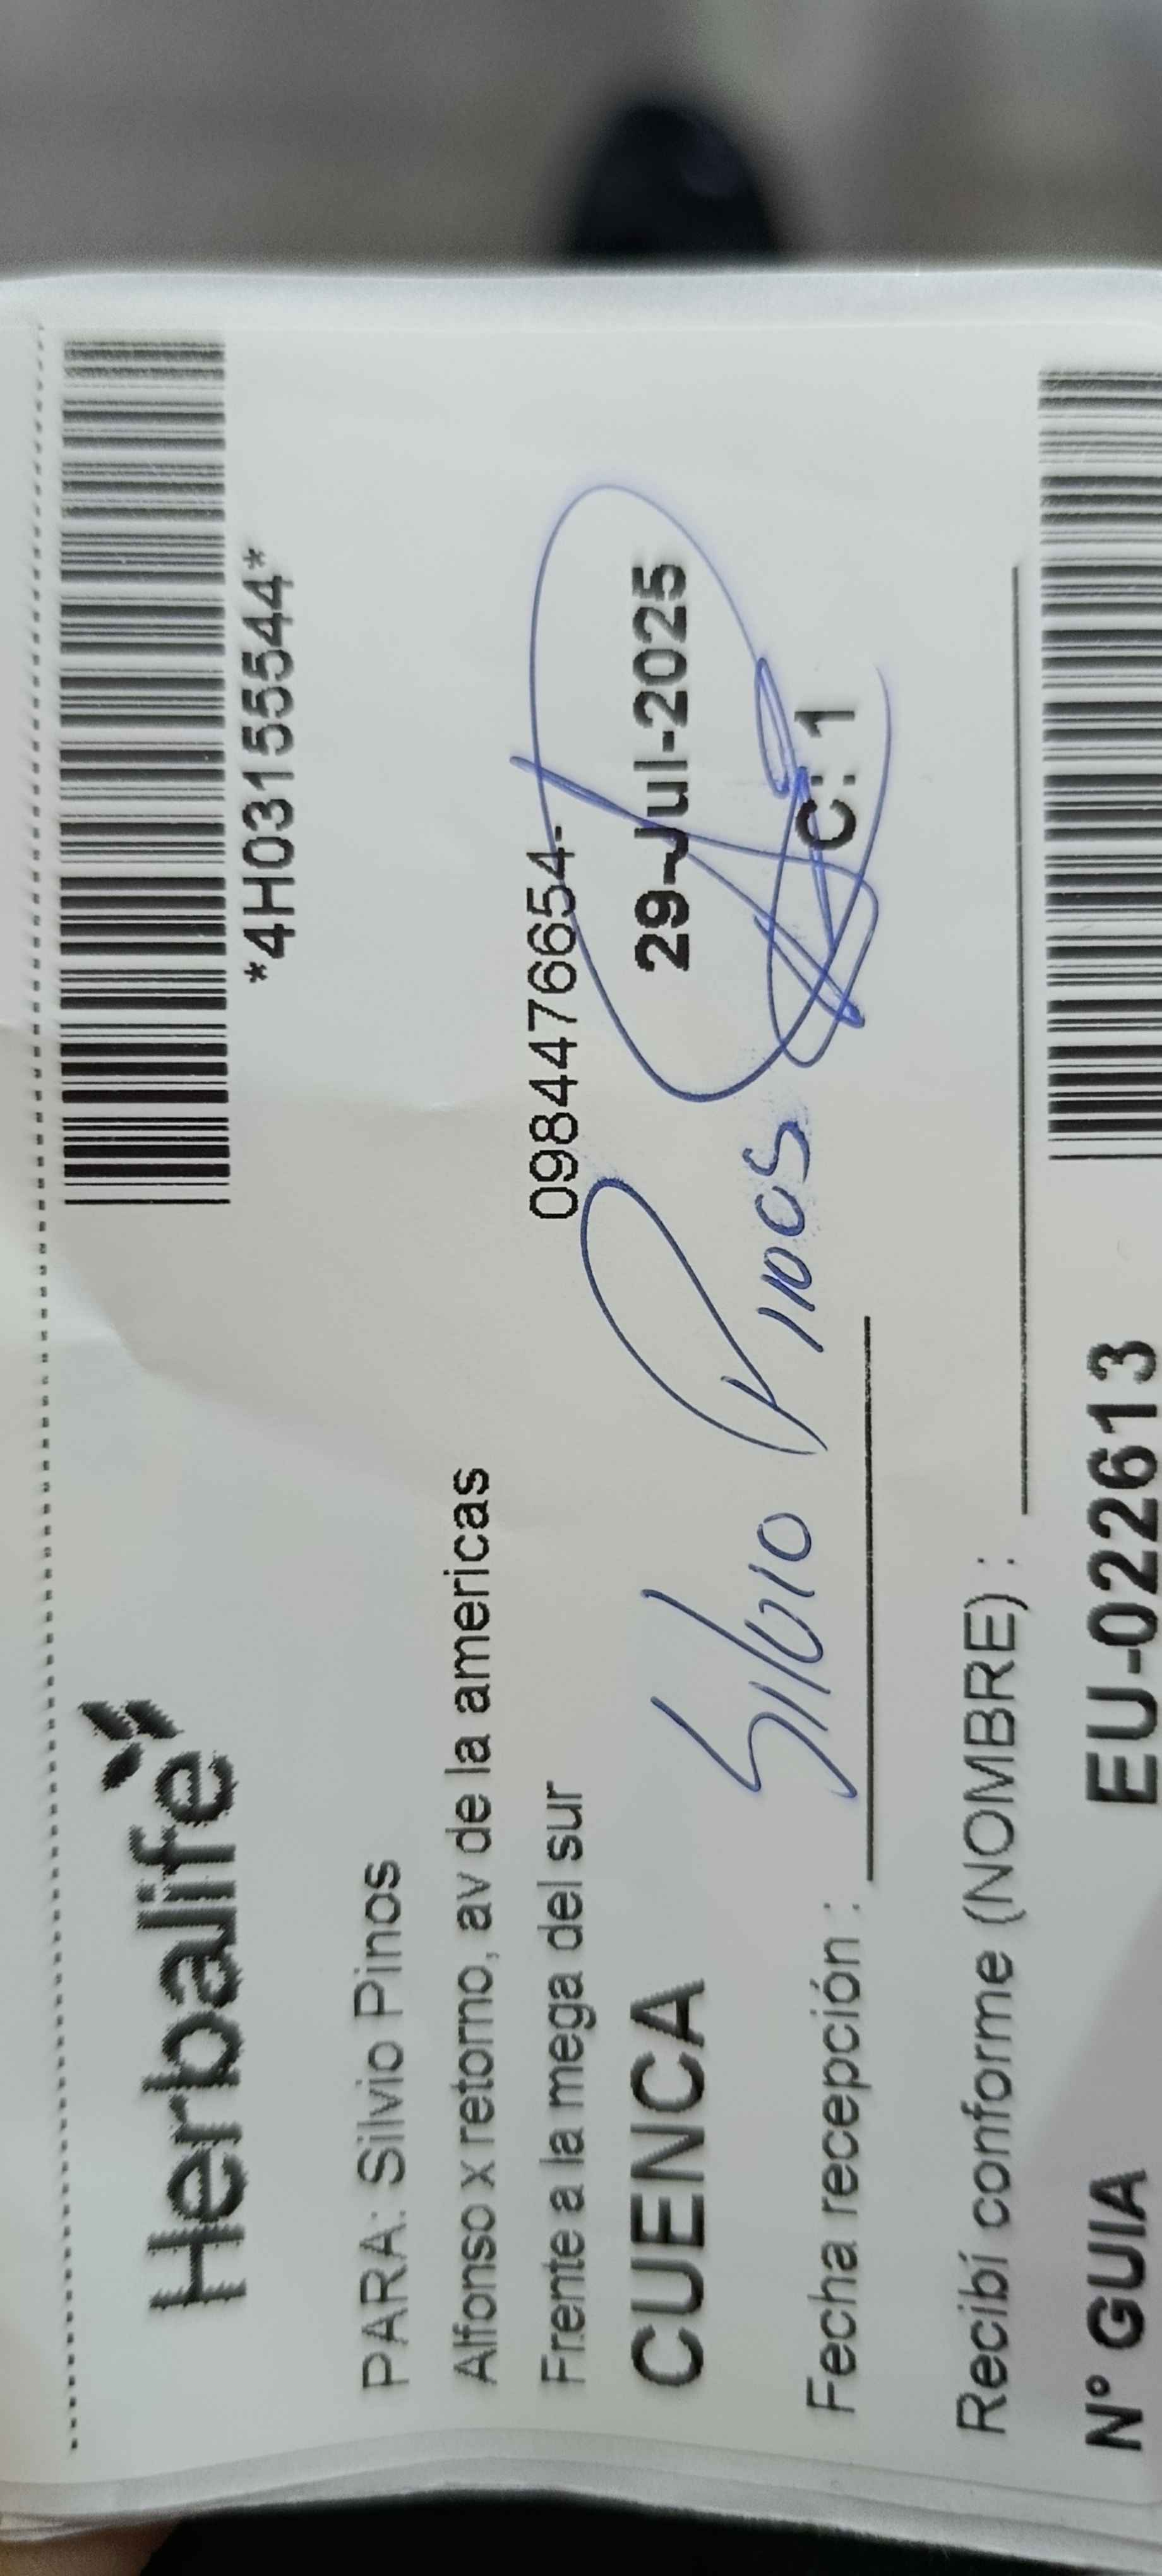 Herbalife
*4H03155544*
PARA: Silvio Pinos
Alfonso x retorno, av de la americas
Frente a la mega del sur
0984476654-
CUENCA
29-Jul-2025
Silvio Pinos
Fecha recepción :
C: 1
Recibí conforme (NOMBRE) :
N° GUIA
EU-022613